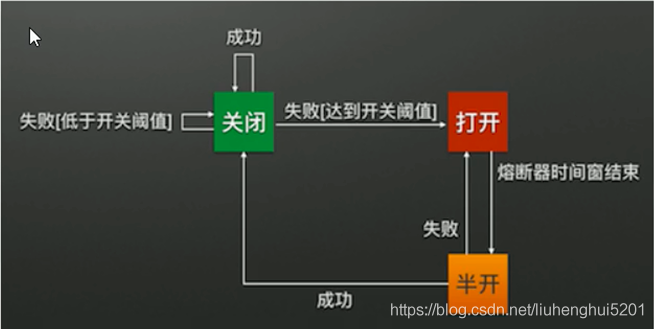 成功
失败[低于开关阈值]
关闭
失败[达到开关阈值]
打开
熔断器时间窗结束
失败
半开
成功
https://blog.csdn.net/liuhenghui5201